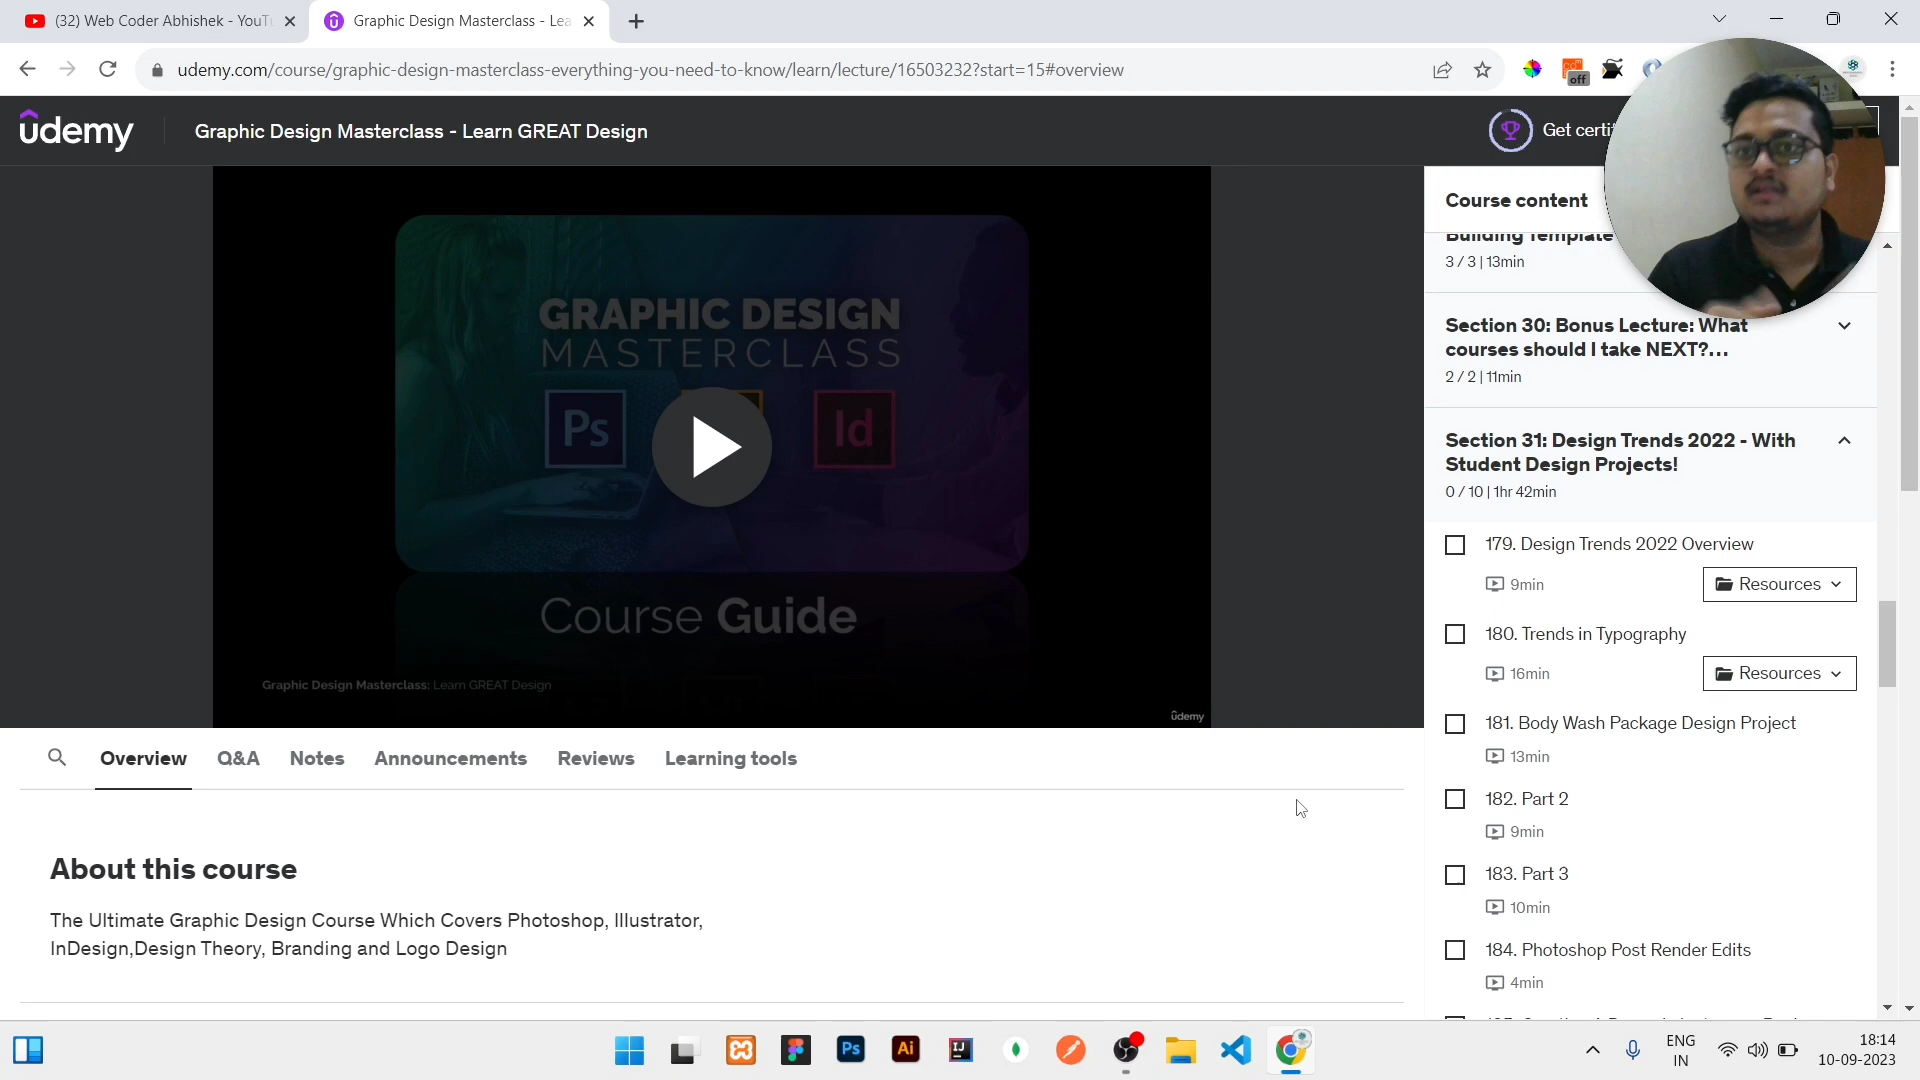 (32) Web Coder Abhishek - YouT
Graphic Design Masterclass - Lea
udemy.com/course/graphic-design-masterclass-everything-you-need-to-know/learn/lecture/16503232?start=15#overview
off
ûdemy
Graphic Design Masterclass - Learn GREAT Design
Get certi
GRAPHIC DESIGN
MASTERCLASS
Ps
Id
Course Guide
Graphic Design Masterclass: Learn GREAT Design
ûdemy
Course content
Building Template
3 / 3 | 13min
Section 30: Bonus Lecture: What
courses should I take NEXT?...
2 / 2 | 11min
Section 31: Design Trends 2022 - With
Student Design Projects!
0 / 10 | 1hr 42min
179. Design Trends 2022 Overview
9min
Resources
180. Trends in Typography
16min
Resources
181. Body Wash Package Design Project
13min
182. Part 2
9min
183. Part 3
10min
184. Photoshop Post Render Edits
4min
Overview
Q&A
Notes
Announcements
Reviews
Learning tools
About this course
The Ultimate Graphic Design Course Which Covers Photoshop, Illustrator,
InDesign,Design Theory, Branding and Logo Design
Ps
Ai
IJ
ENG
IN
18:14
10-09-2023